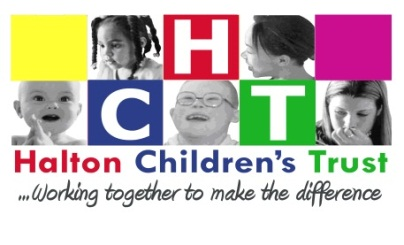 H
C T
Halton Children's Trust
...Working together to make the difference